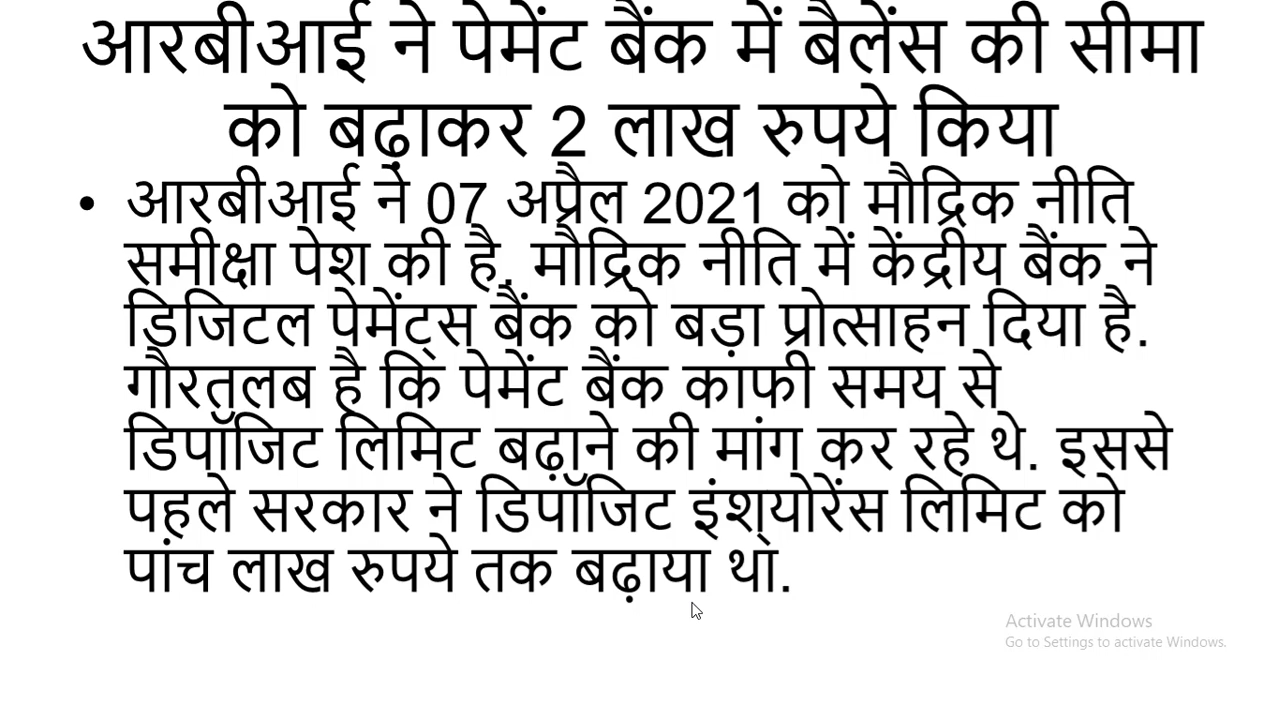 आरबीआई ने पेमेंट बैंक में बैलेंस की सीमा
को बढ़ाकर 2 लाख रुपये किया
• आरबीआई ने 07 अप्रैल 2021 को मौद्रिक नीति
समीक्षा पेश की है. मौद्रिक नीति में केंद्रीय बैंक ने
डिजिटल पेमेंट्स बैंक को बड़ा प्रोत्साहन दिया है.
गौरतलब है कि पेमेंट बैंक काफी समय से
डिपॉजिट लिमिट बढ़ाने की मांग कर रहे थे. इससे
पहले सरकार ने डिपॉजिट इंश्योरेंस लिमिट को
पांच लाख रुपये तक बढ़ाया था.
Activate Windows
Go to Settings to activate Windows.